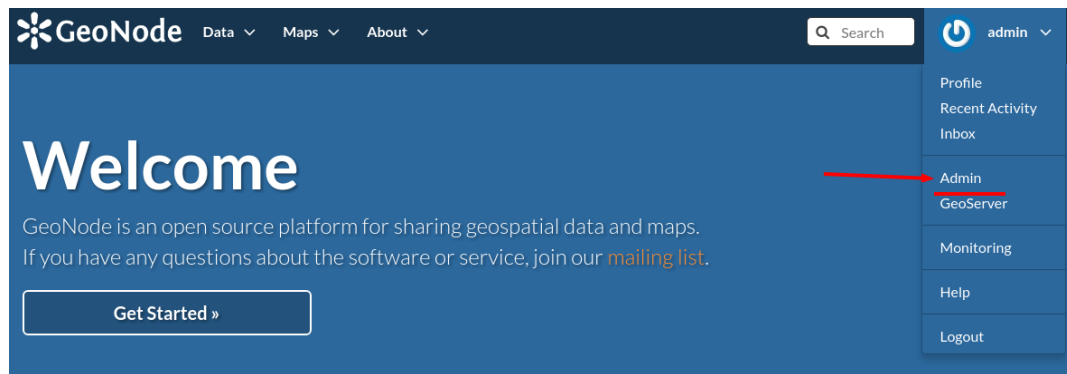 GeoNode Data Maps About Search admin
Profile
Recent Activity
Inbox
Admin
GeoServer
Monitoring
Help
Logout
Welcome
GeoNode is an open source platform for sharing geospatial data and maps.
If you have any questions about the software or service, join our mailing list.
Get Started »